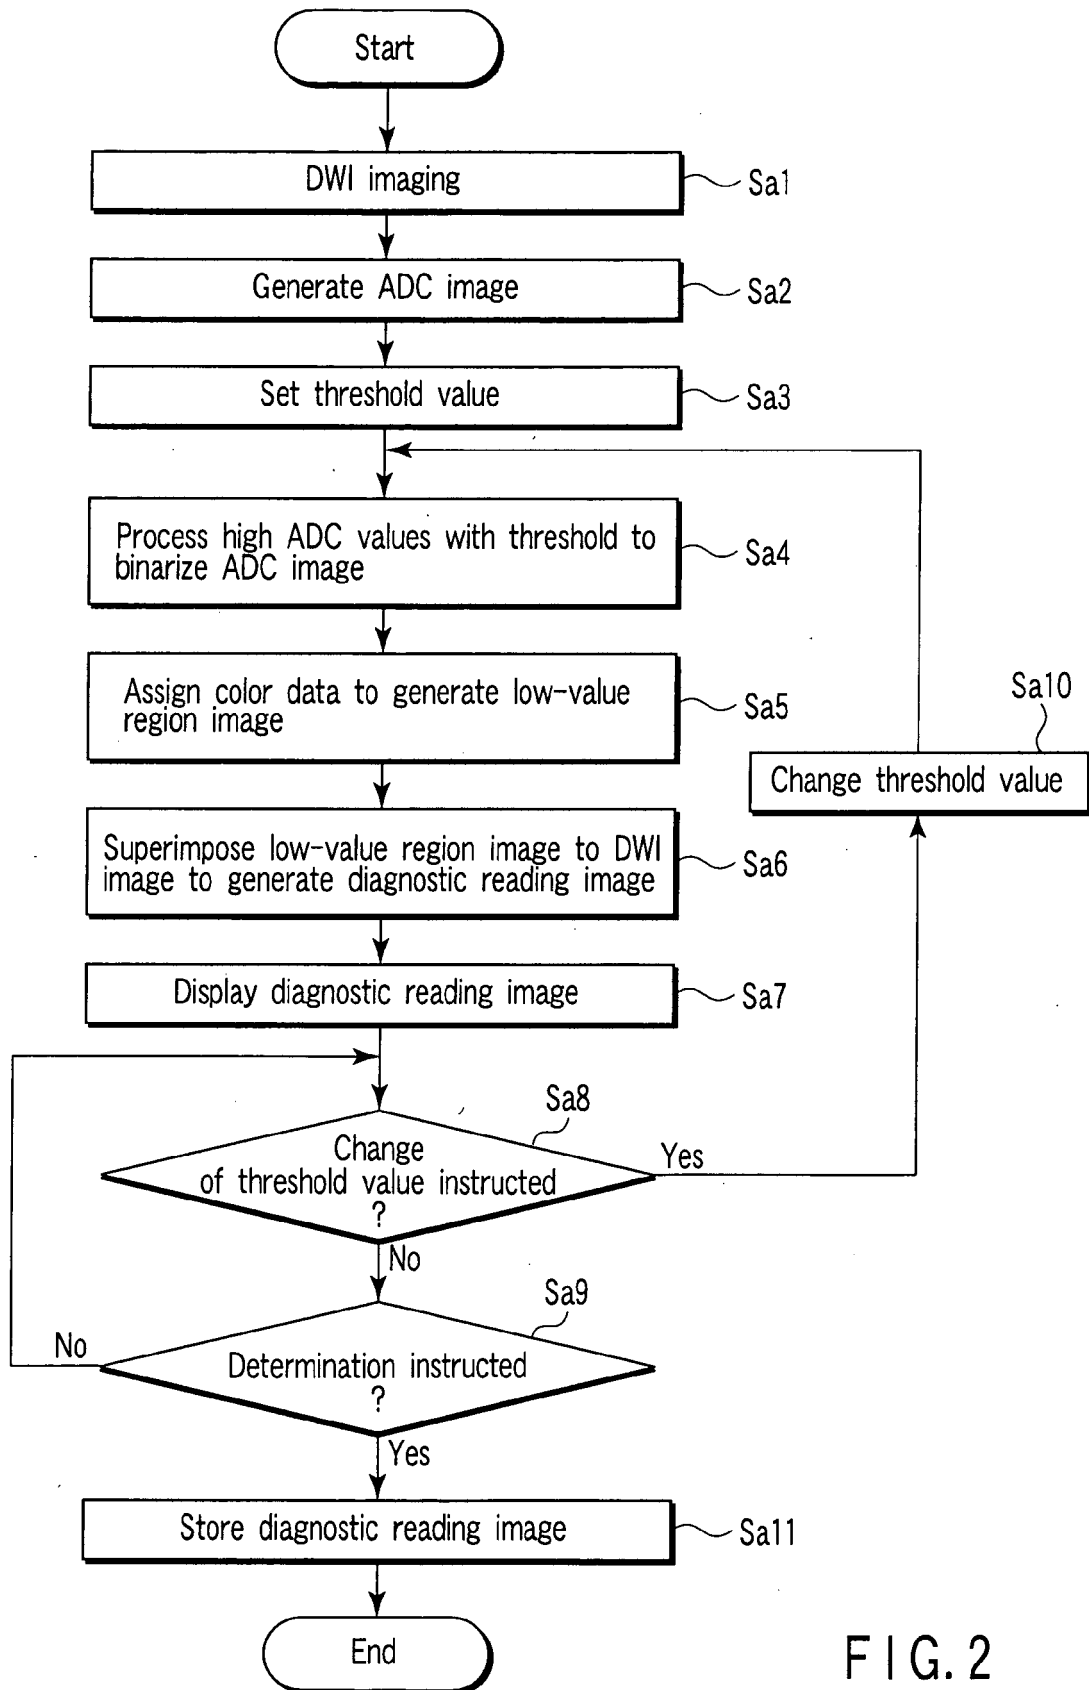 Start
DWI imaging
Sa1
Generate ADC image
Sa2
Set threshold value
Sa3
Process high ADC values with threshold to
binarize ADC image
Sa4
Assign color data to generate low-value
region image
Sa5
Sa10
Change threshold value
Superimpose low-value region image to DWI
image to generate diagnostic reading image
Sa6
Display diagnostic reading image
Sa7
Sa8
Change
of threshold value instructed
?
Yes
No
Sa9
No
Determination instructed
?
Yes
Store diagnostic reading image
Sa11
End
FIG. 2